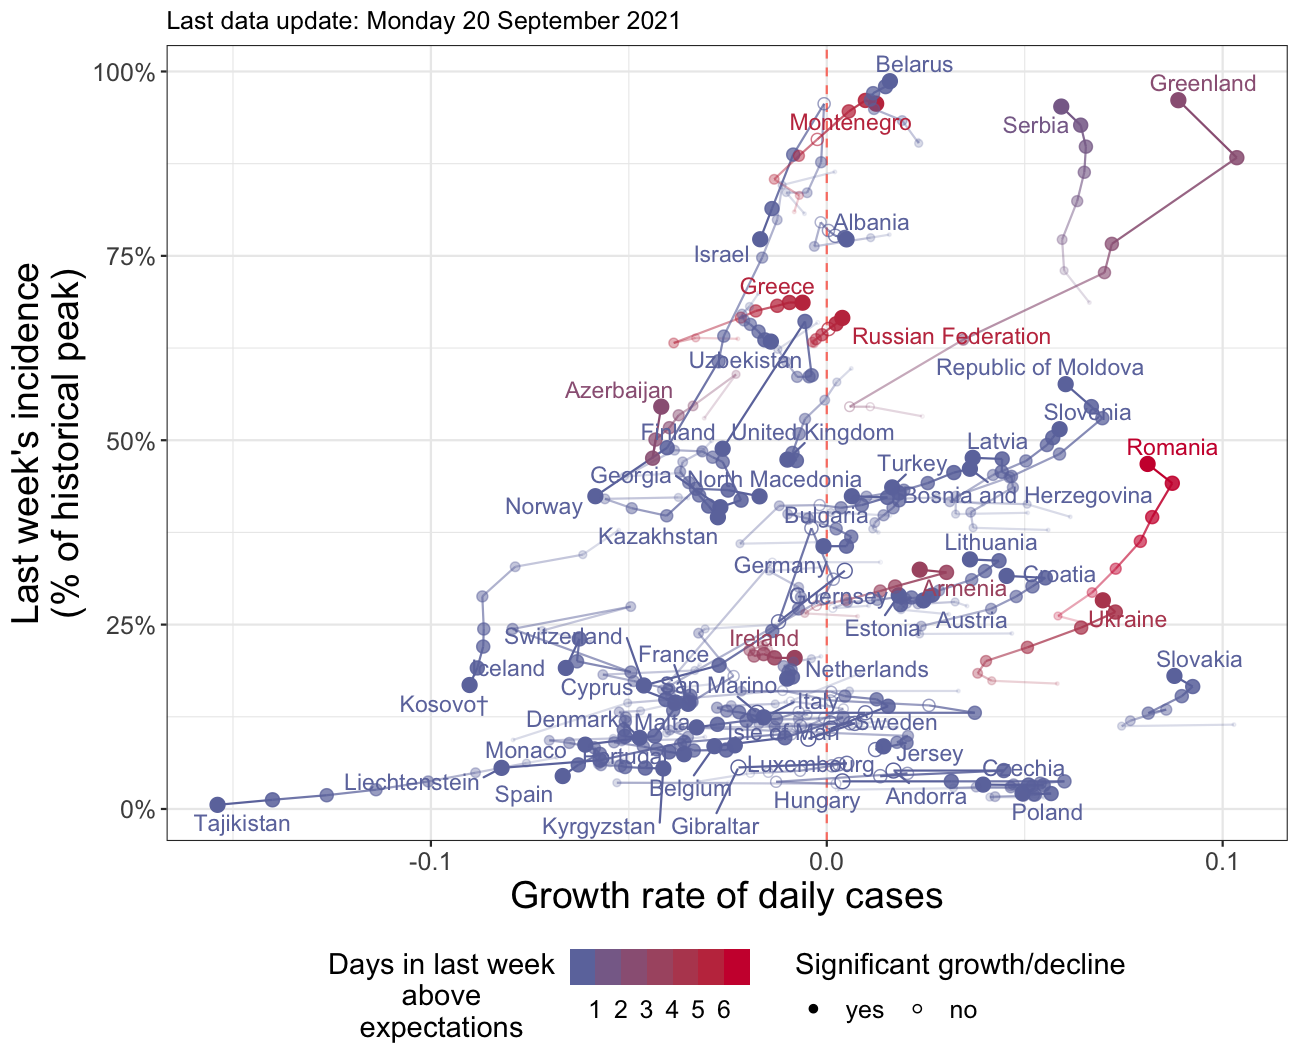 Last data update: Monday 20 September 2021
Last week's incidence
(% of historical peak)
100%
75%
50%
25%
0%
Belarus
Greenland
Montenegro
Serbia
Albania
Israel
Greece
Russian Federation
Uzbekistan
Republic of Moldova
Azerbaijan
Slovenia
Finland
United Kingdom
Latvia
Romania
Georgia
North Macedonia
Turkey
Norway
Bosnia and Herzegovina
Bulgaria
Kazakhstan
Lithuania
Germany
Croatia
Guernsey
Armenia
Estonia
Austria
Ukraine
Switzerland
Ireland
France
Netherlands
Slovakia
Iceland
Cyprus
San Marino
Kosovo†
Italy
Denmark
Malta
Isle of Man
Sweden
Monaco
Portugal
Jersey
Liechtenstein
Luxembourg
Czechia
Spain
Belgium
Hungary
Andorra
Poland
Tajikistan
Kyrgyzstan
Gibraltar
-0.1
0.0
0.1
Growth rate of daily cases
Days in last week
above
expectations
1 2 3 4 5 6
Significant growth/decline
yes
no